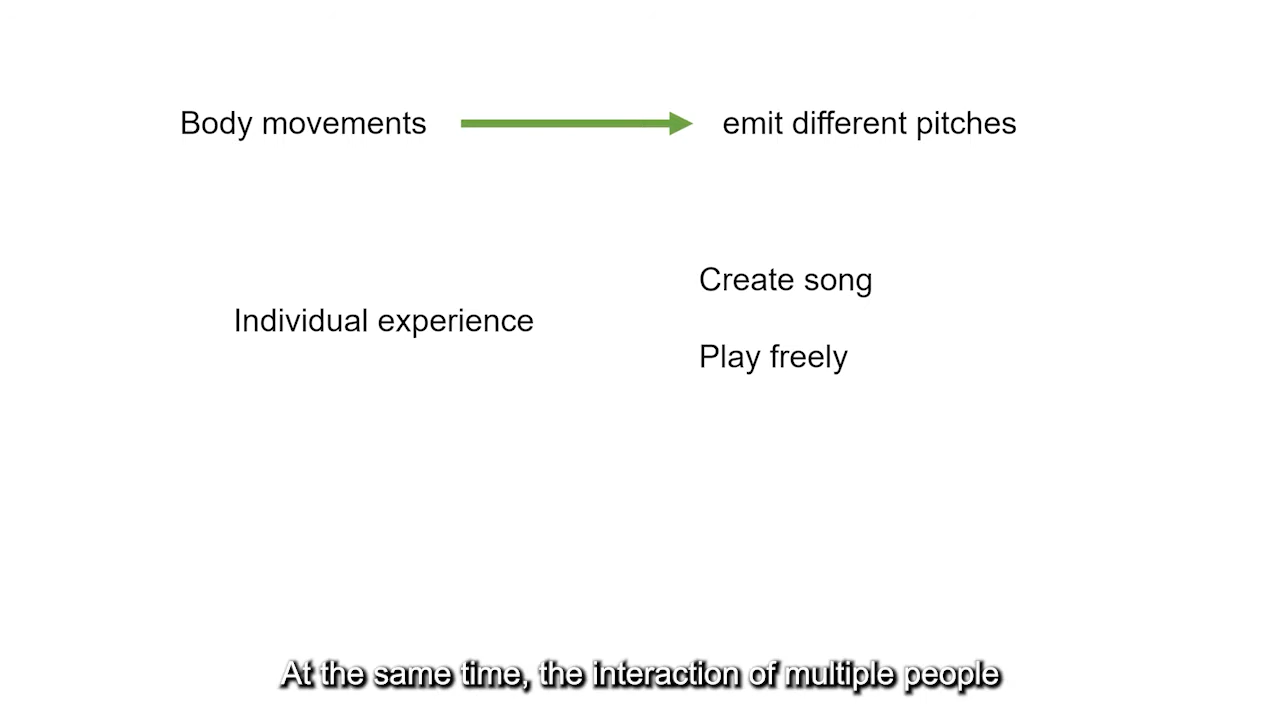 Body movements
emit different pitches
Create song
Individual experience
Play freely
At the same time, the interaction of multiple people